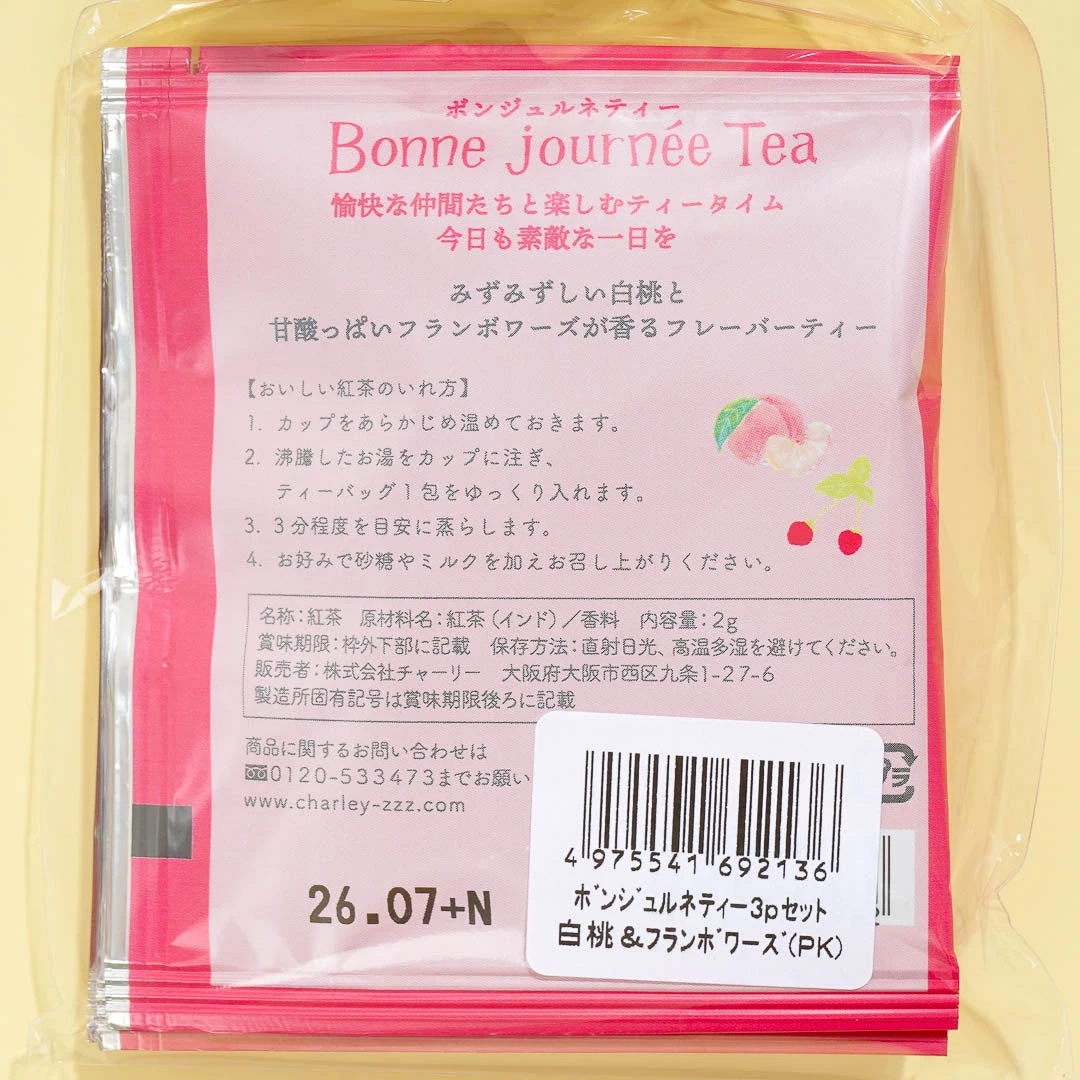 ボンジュルネティー
Bonne journée Tea
愉快な仲間たちと楽しむティータイム
今日も素敵な一日を
みずみずしい白桃と
甘酸っぱいフランボワーズが香るフレーバーティー
【おいしい紅茶のいれ方】
1. カップをあらかじめ温めておきます。
2. 沸騰したお湯をカップに注ぎ、
ティーバッグ1包をゆっくり入れます。
3. 3分程度を目安に蒸らします。
4. お好みで砂糖やミルクを加えお召し上がりください。
名称：紅茶 原材料名：紅茶（インド）／香料 内容量：2g
賞味期限：枠外下部に記載 保存方法：直射日光、高温多湿を避けてください。
販売者：株式会社チャーリー 大阪府大阪市西区九条1-27-6
製造所固有記号は賞味期限後ろに記載
商品に関するお問い合わせは
0120-533473までお願い
www.charley-zzz.com
プラ
26.07+N
4 975541 692136
ボンジュルネティー3pセット
白桃&フランボワーズ(PK)